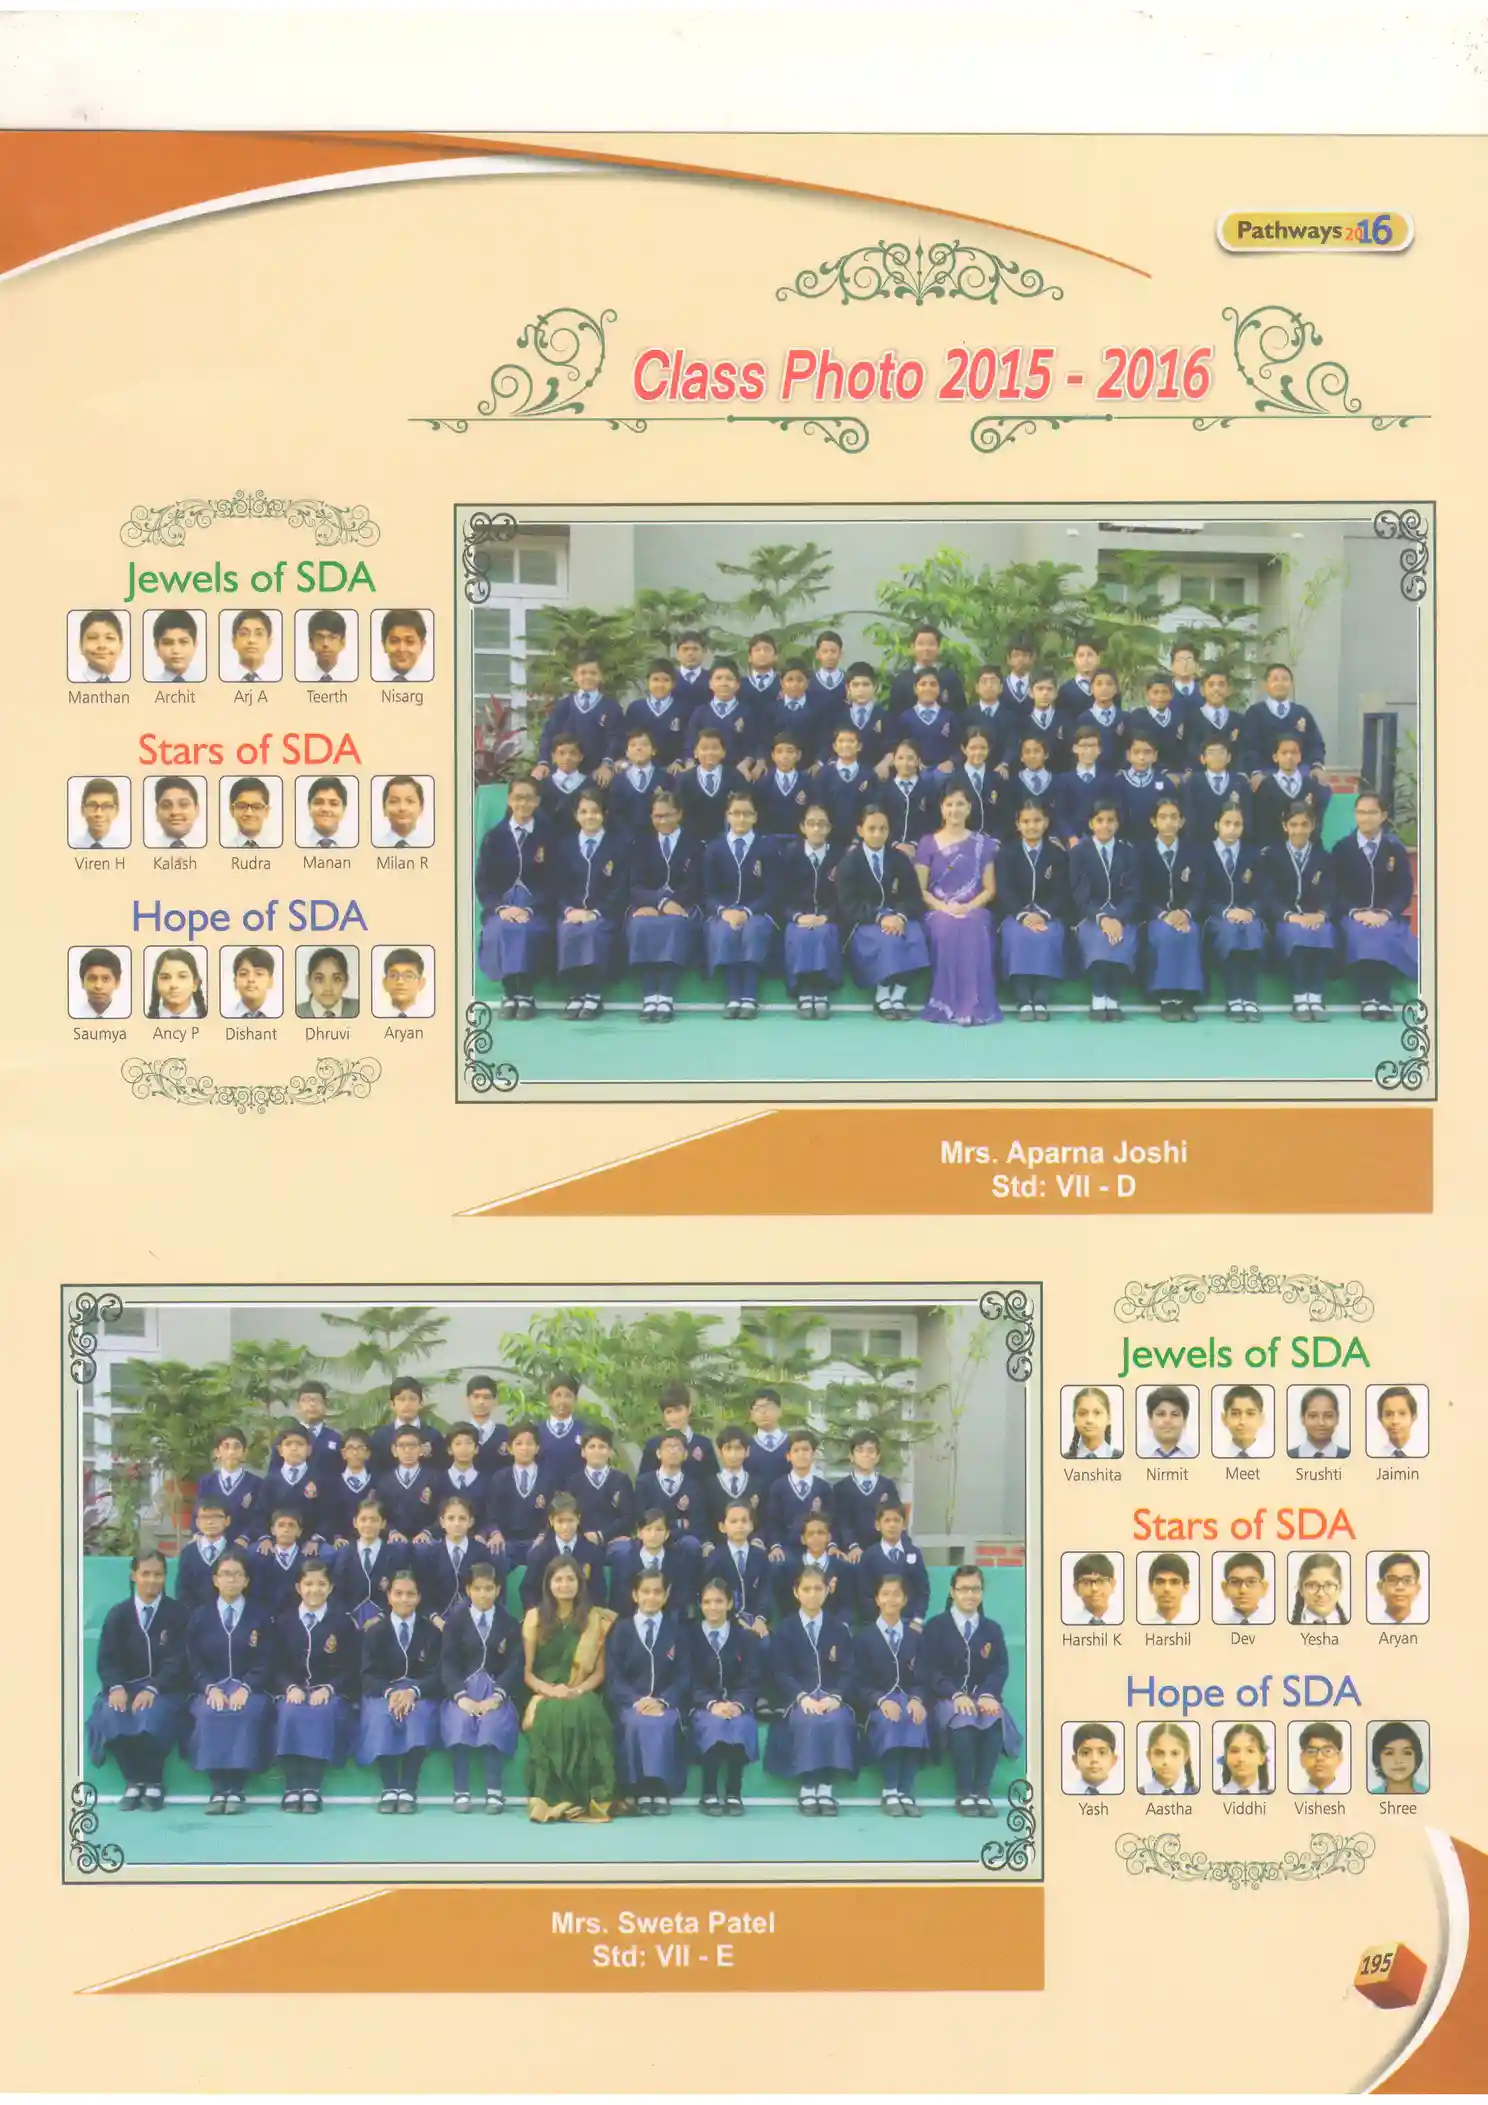 Pathways 2016
Class Photo 2015 - 2016
Jewels of SDA
Manthan Archit Arj A Teerth Nisarg
Stars of SDA
Viren H Kalash Rudra Manan Milan R
Hope of SDA
Saumya Ancy P Dishant Dhruvi Aryan
Mrs. Aparna Joshi
Std: VII - D
Jewels of SDA
Vanshita Nirmit Meet Srushti Jaimin
Stars of SDA
Harshil K Harshil Dev Yesha Aryan
Hope of SDA
Yash Aastha Viddhi Vishesh Shree
Mrs. Sweta Patel
Std: VII - E
195